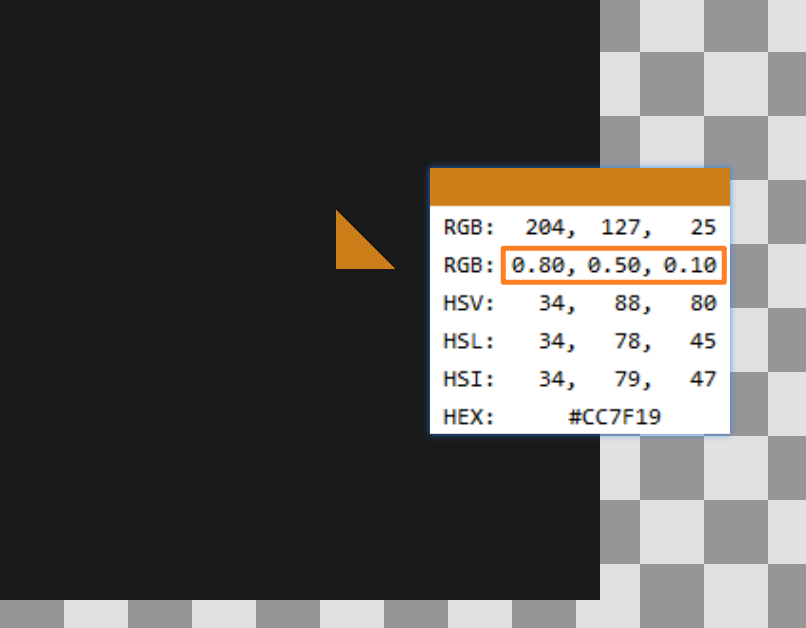 RGB: 204, 127, 25
RGB: 0.80, 0.50, 0.10
HSV: 34, 88, 80
HSL: 34, 78, 45
HSI: 34, 79, 47
HEX: #CC7F19